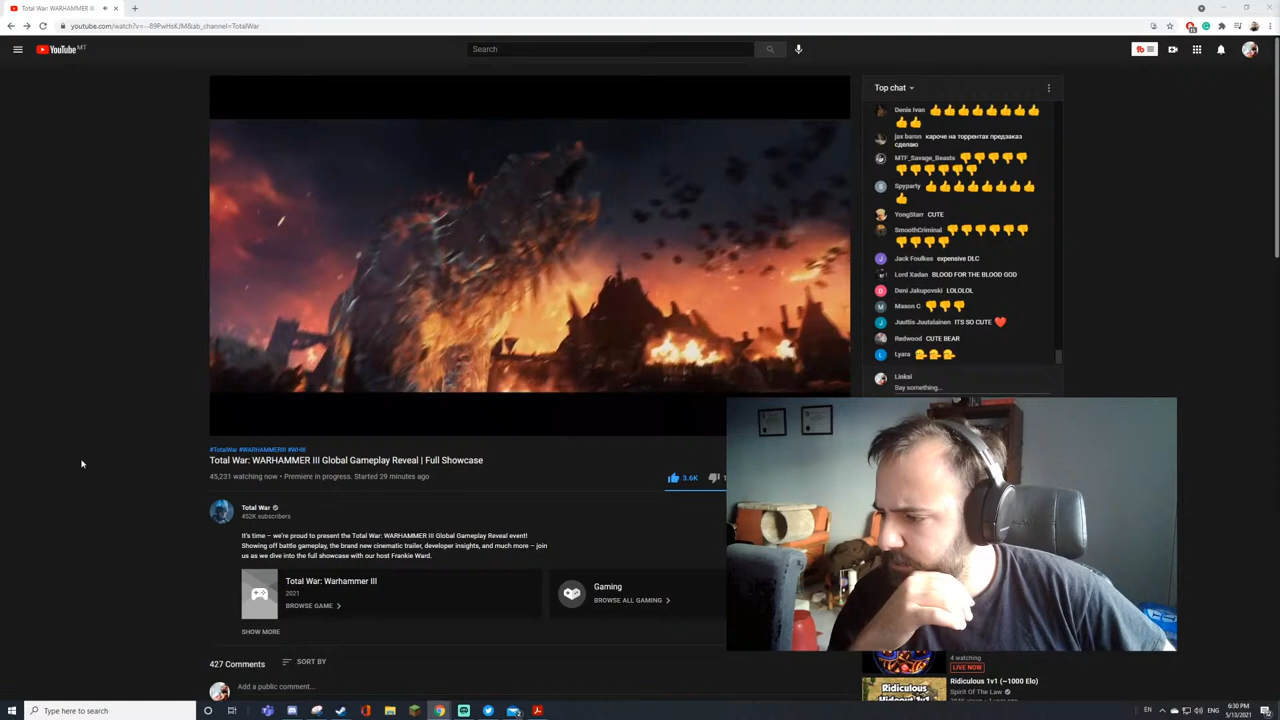 Total War: WARHAMMER III
youtube.com/watch?v=--89PwHsKJM&ab_channel=TotalWar
YouTube MT
Search
Top chat
Denis Ivan 👍👍👍👍👍👍👍👍
👍👍
jax baron кароче на торрентах предзаказ
сделаю
MTF_Savage_Beasts 👎👎👎👎👎
👎👎👎👎👎👎
Spyparty 👍👍👍👍👍👍👍👍
👍
YongStarr CUTE
SmoothCriminal 👎👎👎👎👎👎
👎👎👎👎
Jack Foulkes expensive DLC
Lord Xadan BLOOD FOR THE BLOOD GOD
Deni Jakupovski LOLOLOL
Mason C 👎👎👎
Juuttis Juutalainen ITS SO CUTE ❤️
Redwood CUTE BEAR
Lyara
Linksi
Say something...
#TotalWar #WARHAMMERIII #WHIII
Total War: WARHAMMER III Global Gameplay Reveal | Full Showcase
45,231 watching now • Premiere in progress. Started 29 minutes ago
3.6K
Total War
452K subscribers
It's time – we're proud to present the Total War: WARHAMMER III Global Gameplay Reveal event!
Showing off battle gameplay, the brand new cinematic trailer, developer insights, and much more – join
us as we dive into the full showcase with our host Frankie Ward.
Total War: Warhammer III
2021
BROWSE GAME
Gaming
BROWSE ALL GAMING
SHOW MORE
427 Comments
SORT BY
Add a public comment...
4 watching
LIVE NOW
Ridiculous
1v1
Ridiculous 1v1 (~1000 Elo)
Spirit Of The Law
Type here to search
EN
ENG
6:30 PM
5/13/2021